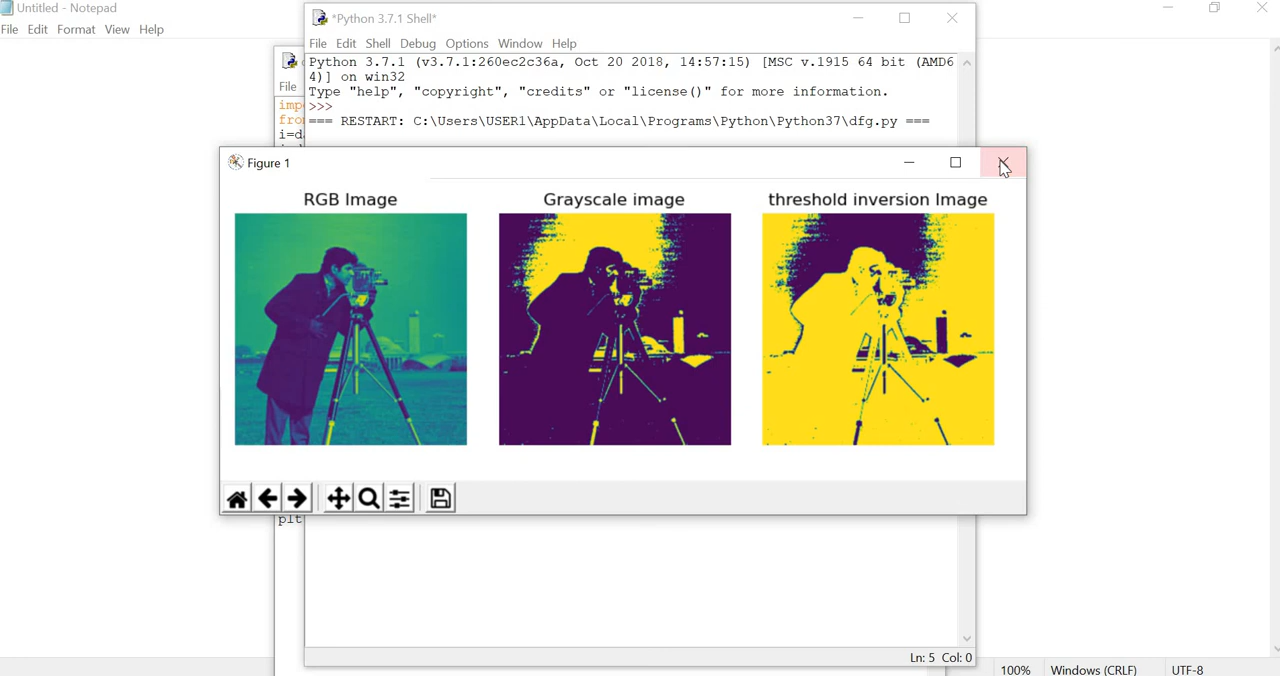 Untitled - Notepad
File Edit Format View Help
*Python 3.7.1 Shell*
File Edit Shell Debug Options Window Help
Python 3.7.1 (v3.7.1:260ec2c36a, Oct 20 2018, 14:57:15) [MSC v.1915 64 bit (AMD6
4)] on win32
Type "help", "copyright", "credits" or "license()" for more information.
>>>
=== RESTART: C:\Users\USER1\AppData\Local\Programs\Python\Python37\dfg.py ===
File
imp
fro
i=d
Figure 1
RGB Image
Grayscale image
threshold inversion Image
plt
Ln: 5 Col: 0
100% Windows (CRLF) UTF-8